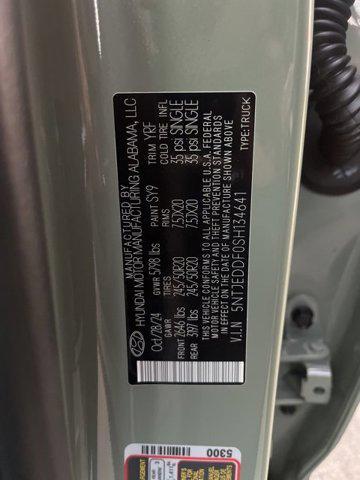 MANUFACTURED BY
HYUNDAI MOTOR MANUFACTURING ALABAMA, LLC
Oct/28/24 GVWR 5798 lbs PAINT SY9 TRIM YRF
GAWR TIRES RIMS COLD TIRE INFL
FRONT 2646 lbs 245/50R20 7.5JX20 35 psi SINGLE
REAR 3197 lbs 245/50R20 7.5JX20 35 psi SINGLE
THIS VEHICLE CONFORMS TO ALL APPLICABLE U.S.A. FEDERAL
MOTOR VEHICLE SAFETY AND THEFT PREVENTION
STANDARDS IN EFFECT ON THE DATE OF MANUFACTURE SHOWN ABOVE
V.I.N 5NTJEDDF0SH134641
TYPE:TRUCK
5300